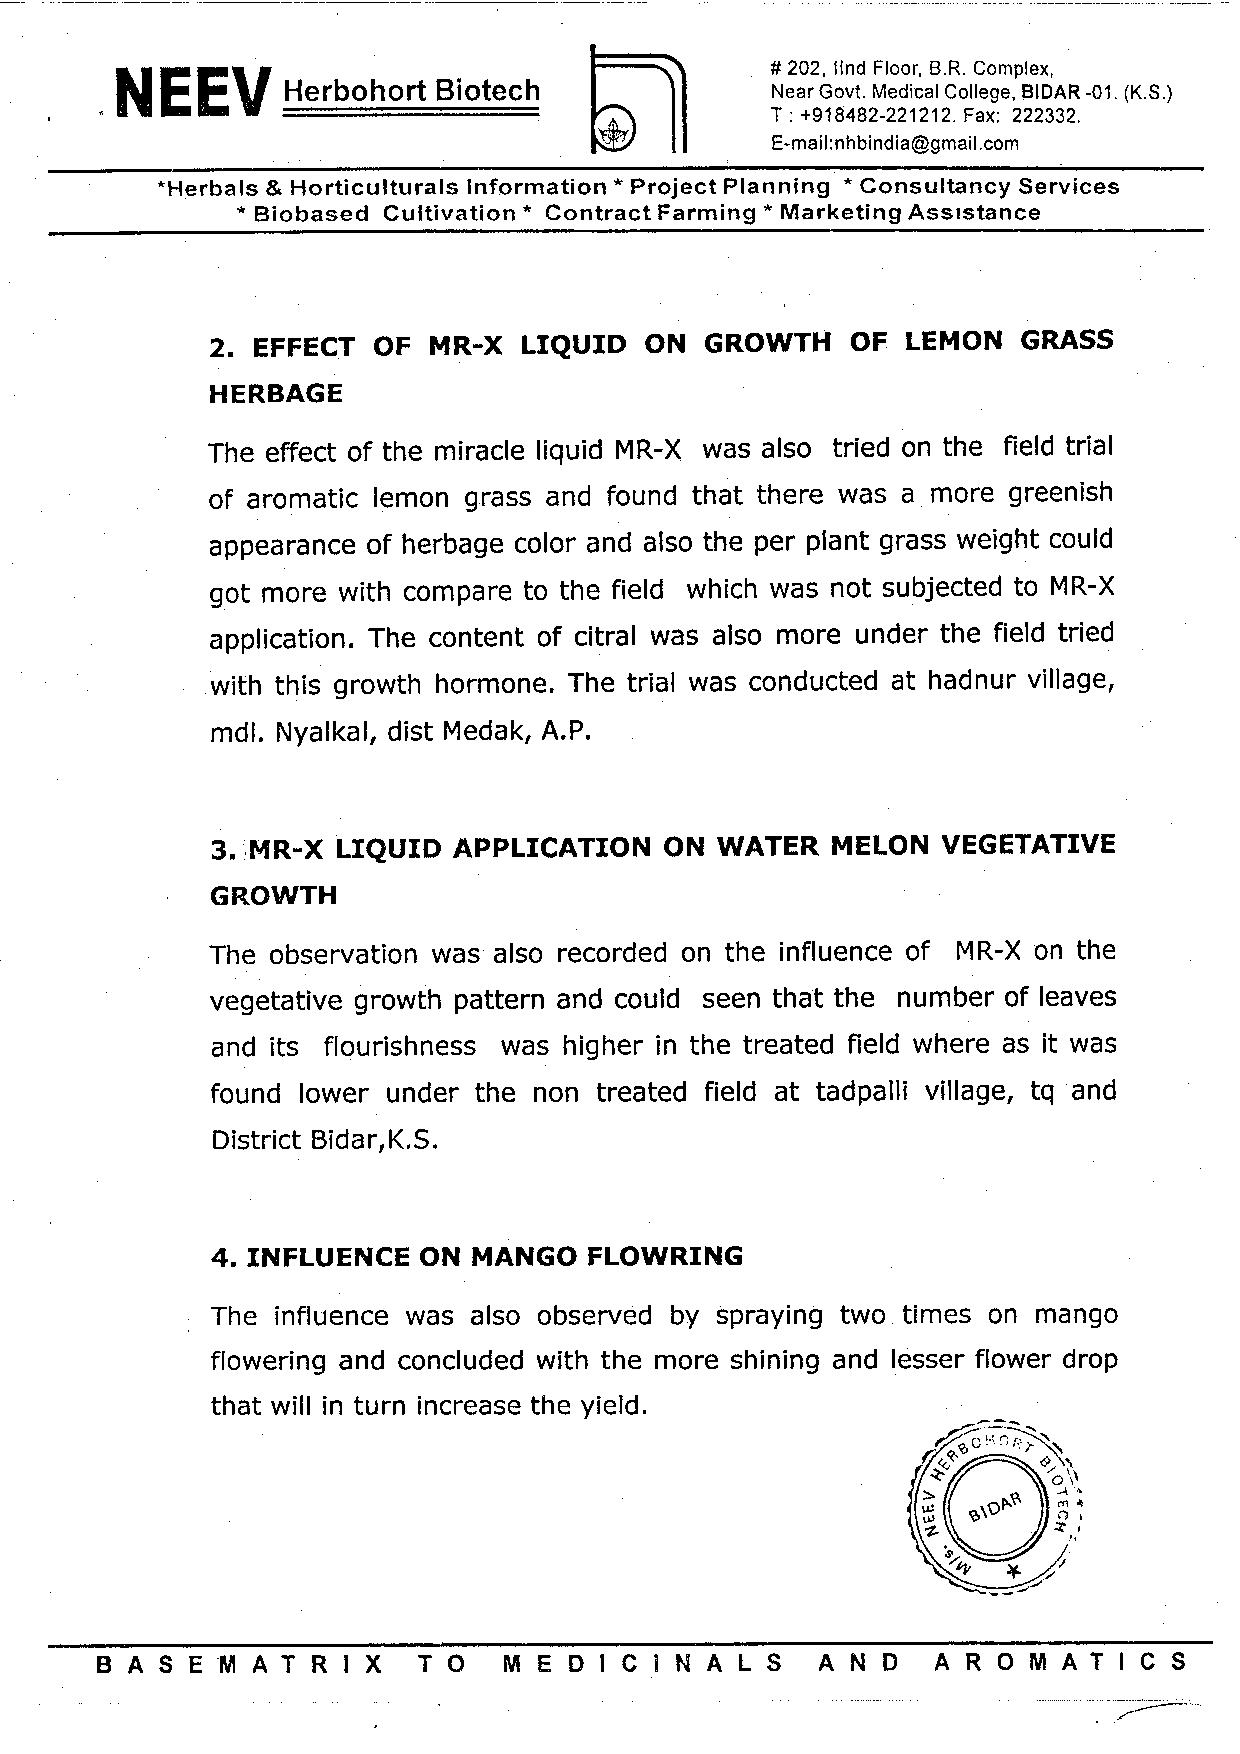 NEEV Herbohort Biotech
# 202, IInd Floor, B.R. Complex,
Near Govt. Medical College, BIDAR -01. (K.S.)
T : +918482-221212. Fax: 222332.
E-mail:nhbindia@gmail.com
*Herbals & Horticulturals Information * Project Planning * Consultancy Services
* Biobased Cultivation * Contract Farming * Marketing Assistance
2. EFFECT OF MR-X LIQUID ON GROWTH OF LEMON GRASS
HERBAGE
The effect of the miracle liquid MR-X was also tried on the field trial
of aromatic lemon grass and found that there was a more greenish
appearance of herbage color and also the per plant grass weight could
got more with compare to the field which was not subjected to MR-X
application. The content of citral was also more under the field tried
with this growth hormone. The trial was conducted at hadnur village,
mdl. Nyalkal, dist Medak, A.P.
3. MR-X LIQUID APPLICATION ON WATER MELON VEGETATIVE
GROWTH
The observation was also recorded on the influence of MR-X on the
vegetative growth pattern and could seen that the number of leaves
and its flourishness was higher in the treated field where as it was
found lower under the non treated field at tadpalli village, tq and
District Bidar,K.S.
4. INFLUENCE ON MANGO FLOWRING
The influence was also observed by spraying two times on mango
flowering and concluded with the more shining and lesser flower drop
that will in turn increase the yield.
M/s. NEEV HERBOHORT BIOTECH
BIDAR
BASEMATRIX TO MEDICINALS AND AROMATICS